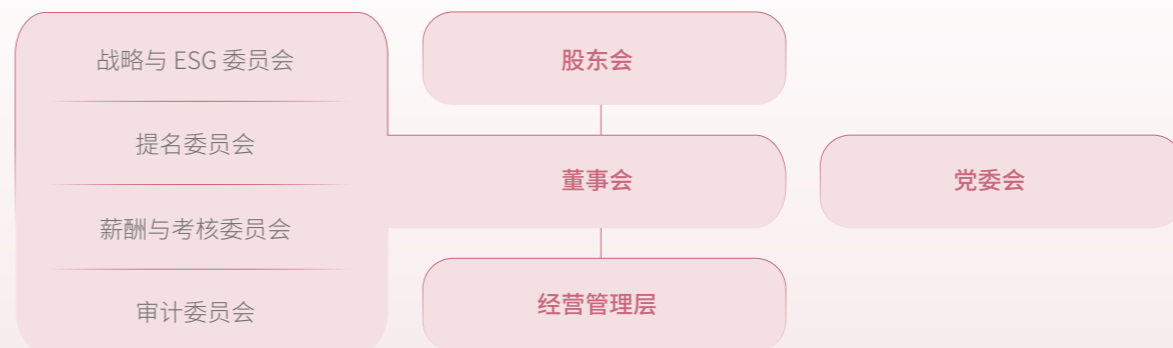 战略与 ESG 委员会
提名委员会
薪酬与考核委员会
审计委员会
股东会
董事会
经营管理层
党委会